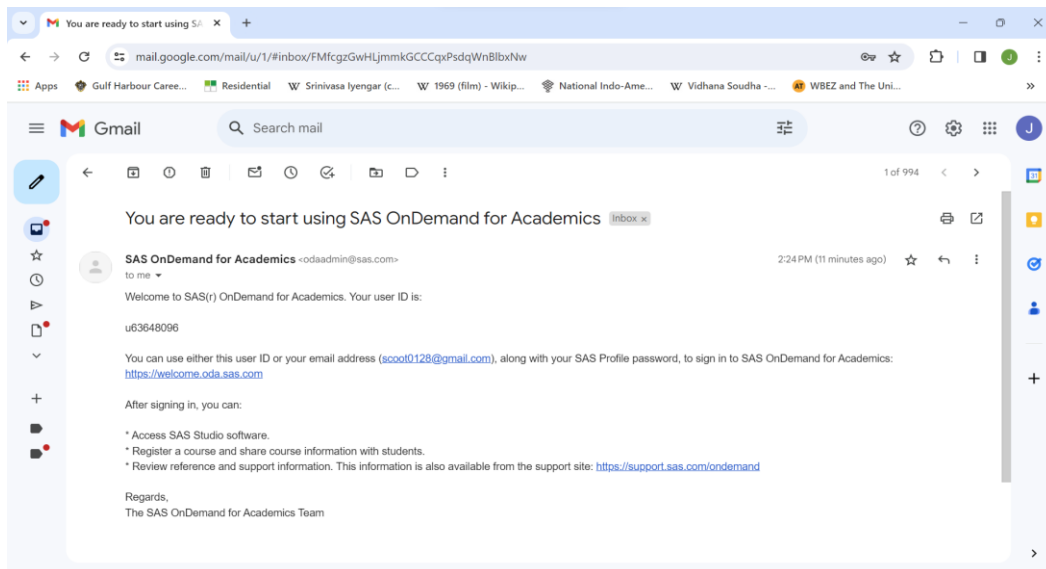 You are ready to start using SA
mail.google.com/mail/u/1/#inbox/FMfcgzGwHLjmmkGCCCqxPsdqWnBlbxNw
J
Apps
Gulf Harbour Caree...
Residential
W Srinivasa Iyengar (c...
W 1969 (film) - Wikip...
National Indo-Ame...
W Vidhana Soudha -...
AT WBEZ and The Uni...
»
Gmail
Search mail
J
1 of 994
31
You are ready to start using SAS OnDemand for Academics Inbox x
SAS OnDemand for Academics <odaadmin@sas.com>
2:24 PM (11 minutes ago)
to me
Welcome to SAS(r) OnDemand for Academics. Your user ID is:
u63648096
You can use either this user ID or your email address (scoot0128@gmail.com), along with your SAS Profile password, to sign in to SAS OnDemand for Academics:
https://welcome.oda.sas.com
After signing in, you can:
* Access SAS Studio software.
* Register a course and share course information with students.
* Review reference and support information. This information is also available from the support site: https://support.sas.com/ondemand
Regards,
The SAS OnDemand for Academics Team